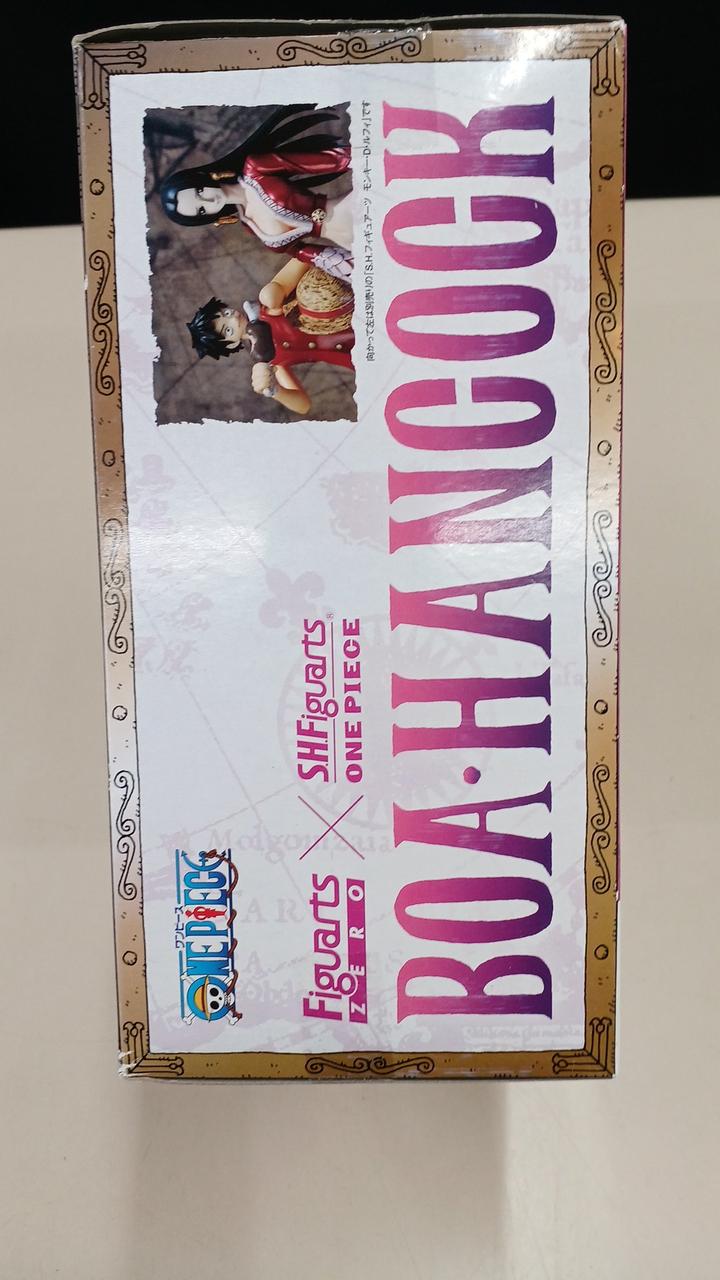 向かって左は別売りの「S.H.フィギュアーツ モンキー・D・ルフィ」です
ワンピース
ONE PIECE
Figuarts ZERO × S.H.Figuarts® ONE PIECE
BOA・HANCOCK